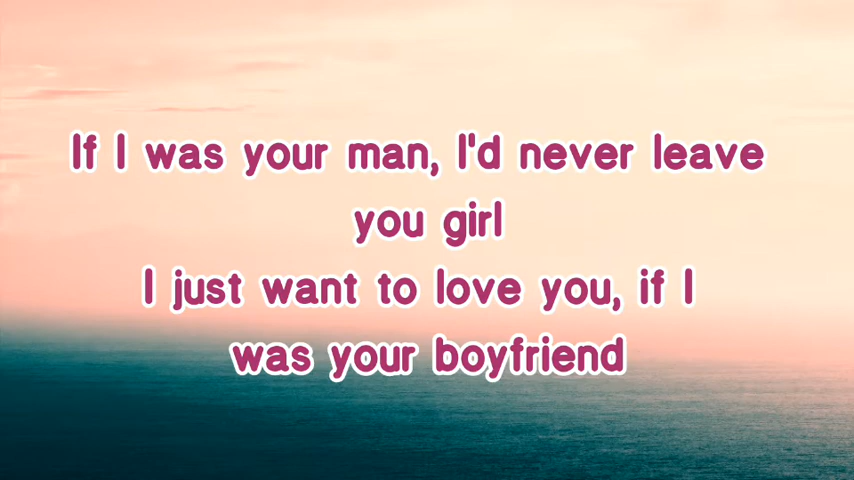 If I was your man, I'd never leave
you girl
I just want to love you, if I
was your boyfriend